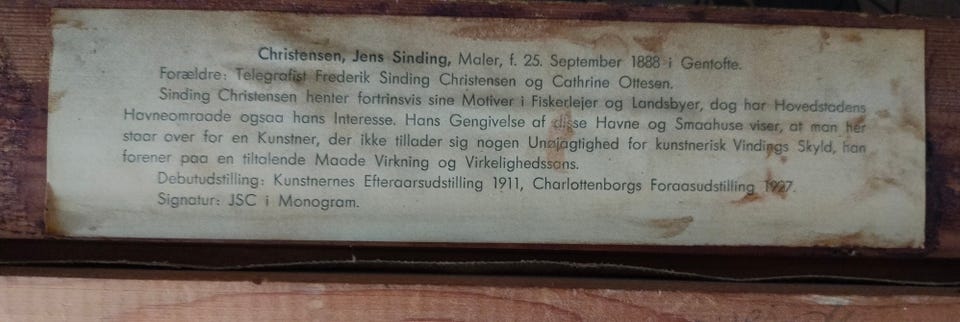 Christensen, Jens Sinding, Maler, f. 25. September 1888 i Gentofte.
Forældre: Telegrafist Frederik Sinding Christensen og Cathrine Ottesen.
Sinding Christensen henter fortrinsvis sine Motiver i Fiskerlejer og Landsbyer, dog har Hovedstadens
Havneomraade ogsaa hans Interesse. Hans Gengivelse af disse Havne og Smaahuse viser, at man her
staar over for en Kunstner, der ikke tillader sig nogen Unøjagtighed for kunstnerisk Vindings Skyld, han
forener paa en tiltalende Maade Virkning og Virkelighedssans.
Debutudstilling: Kunstnernes Efteraarsudstilling 1911, Charlottenborgs Foraasudstilling 1927.
Signatur: JSC i Monogram.